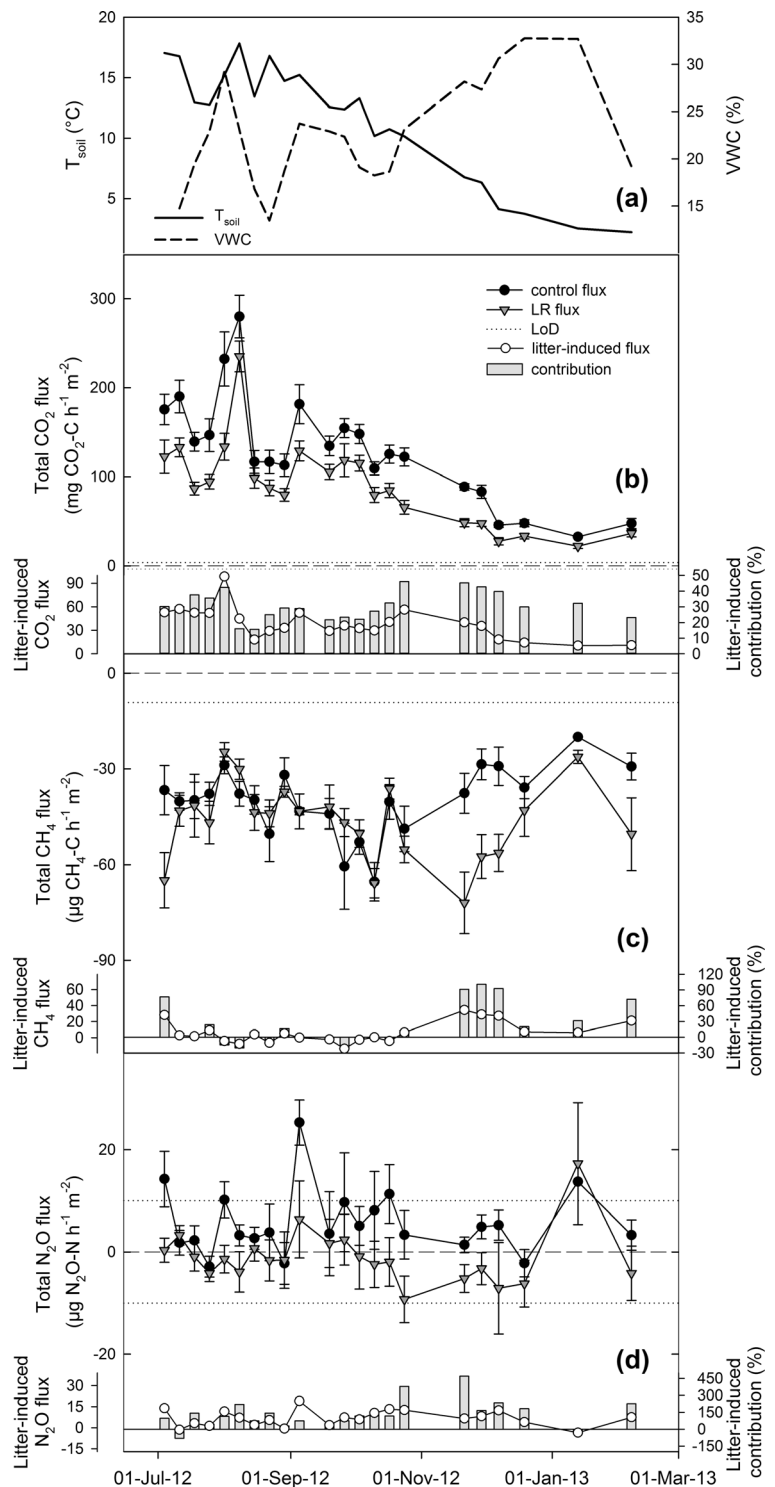 20
15
10
5
T_soil (°C)
35
30
25
20
15
VWC (%)
(a)
T_soil
VWC
300
200
100
0
Total CO₂ flux
(mg CO₂-C h⁻¹ m⁻²)
control flux
LR flux
LoD
litter-induced flux
contribution
(b)
90
60
30
0
Litter-induced
CO₂ flux
50
40
30
20
10
0
Litter-induced
contribution (%)
0
-30
-60
-90
Total CH₄ flux
(µg CH₄-C h⁻¹ m⁻²)
(c)
60
40
20
0
Litter-induced
CH₄ flux
120
90
60
30
0
-30
Litter-induced
contribution (%)
20
0
-20
Total N₂O flux
(µg N₂O-N h⁻¹ m⁻²)
(d)
30
15
0
-15
Litter-induced
N₂O flux
450
300
150
0
-150
Litter-induced
contribution (%)
01-Jul-12 01-Sep-12 01-Nov-12 01-Jan-13 01-Mar-13